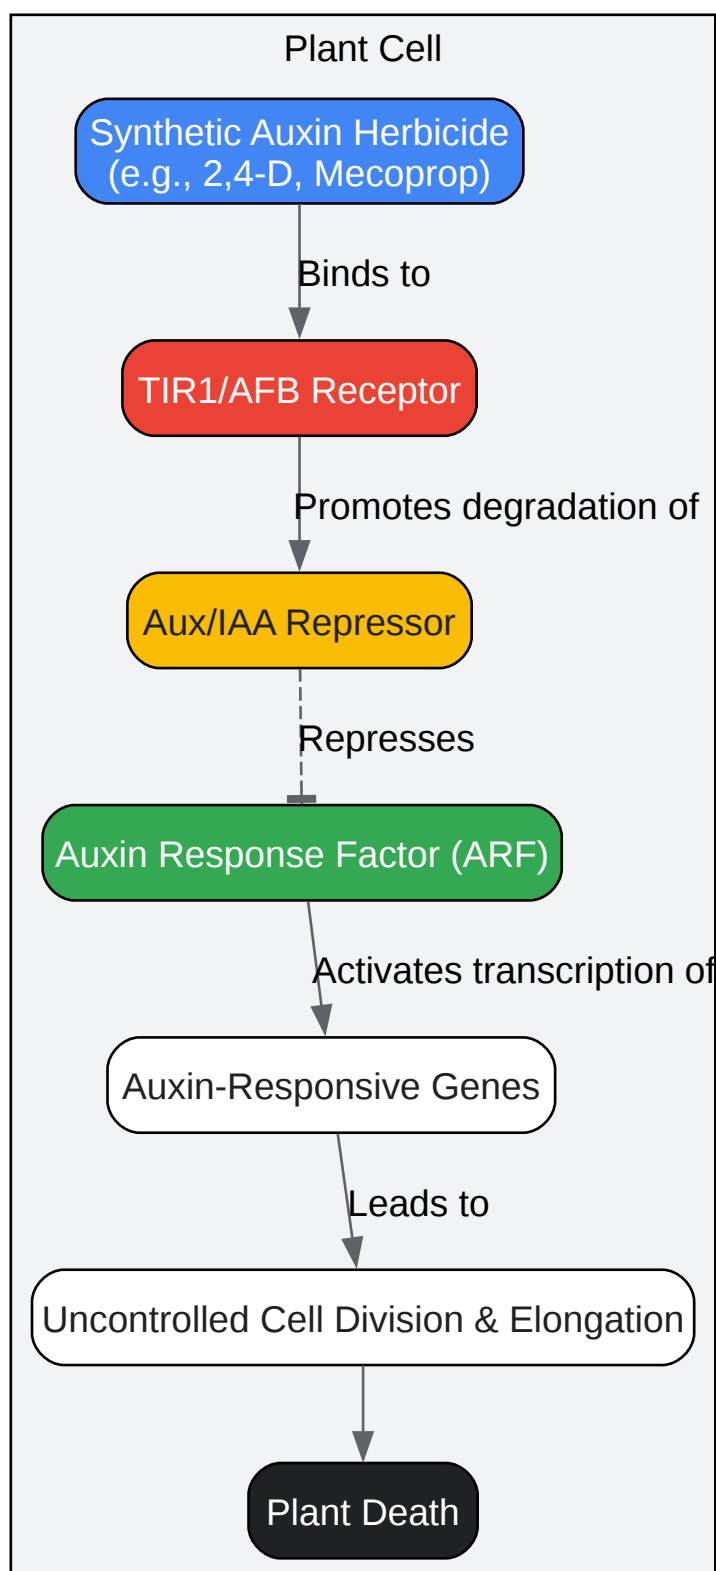 Plant Cell
Synthetic Auxin Herbicide
(e.g., 2,4-D, Mecoprop)
Binds to
TIR1/AFB Receptor
Promotes degradation of
Aux/IAA Repressor
Represses
Auxin Response Factor (ARF)
Activates transcription of
Auxin-Responsive Genes
Leads to
Uncontrolled Cell Division & Elongation
Plant Death